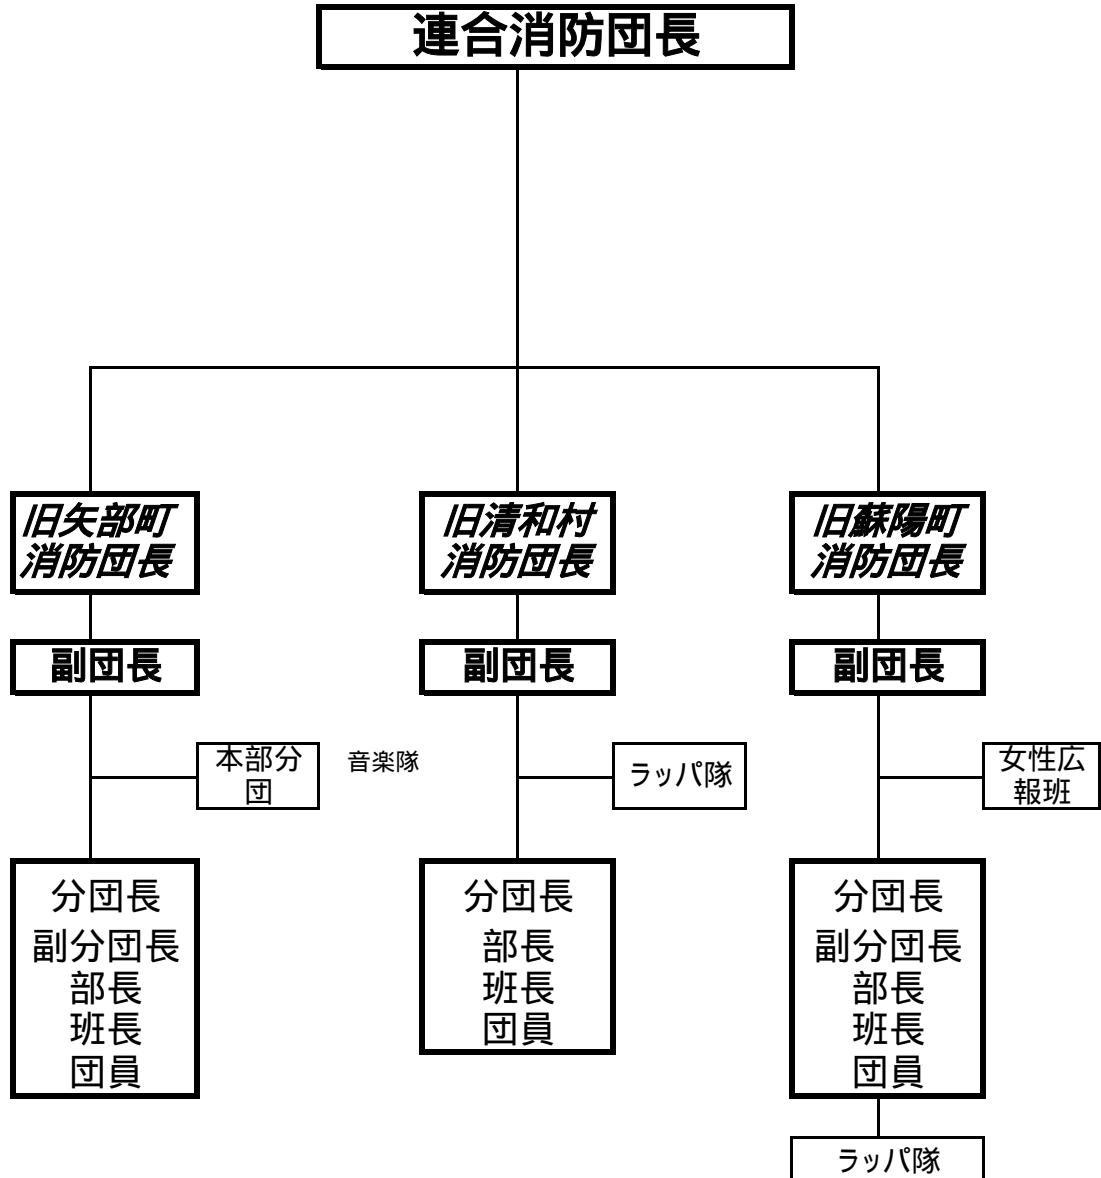 連合消防団長
旧矢部町
消防団長
旧清和村
消防団長
旧蘇陽町
消防団長
副団長
副団長
副団長
本部分
団
音楽隊
ラッパ隊
女性広
報班
分団長
副分団長
部長
班長
団員
分団長
部長
班長
団員
分団長
副分団長
部長
班長
団員
ラッパ隊